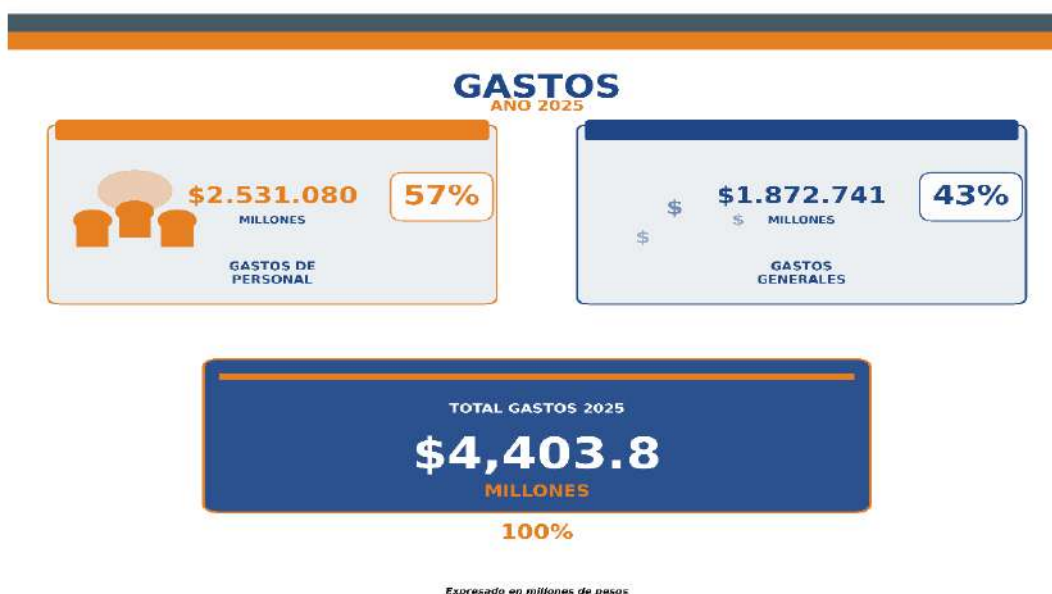 GASTOS
AÑO 2025
$2.531.080
MILLONES
57%
GASTOS DE
PERSONAL
$
$
$
$1.872.741
MILLONES
43%
GASTOS
GENERALES
TOTAL GASTOS 2025
$4,403.8
MILLONES
100%
Expresado en millones de pesos